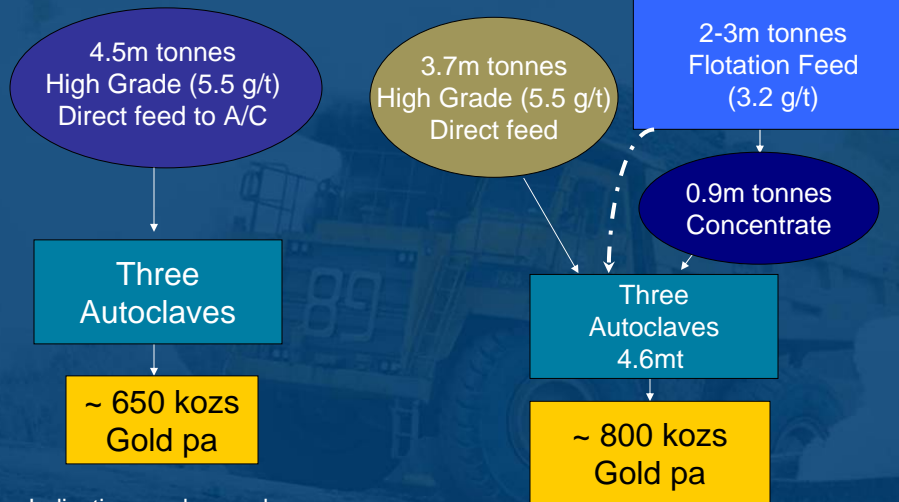 4.5m tonnes
High Grade (5.5 g/t)
Direct feed to A/C
Three
Autoclaves
~ 650 kozs
Gold pa
3.7m tonnes
High Grade (5.5 g/t)
Direct feed
2-3m tonnes
Flotation Feed
(3.2 g/t)
0.9m tonnes
Concentrate
Three
Autoclaves
4.6mt
~ 800 kozs
Gold pa
89